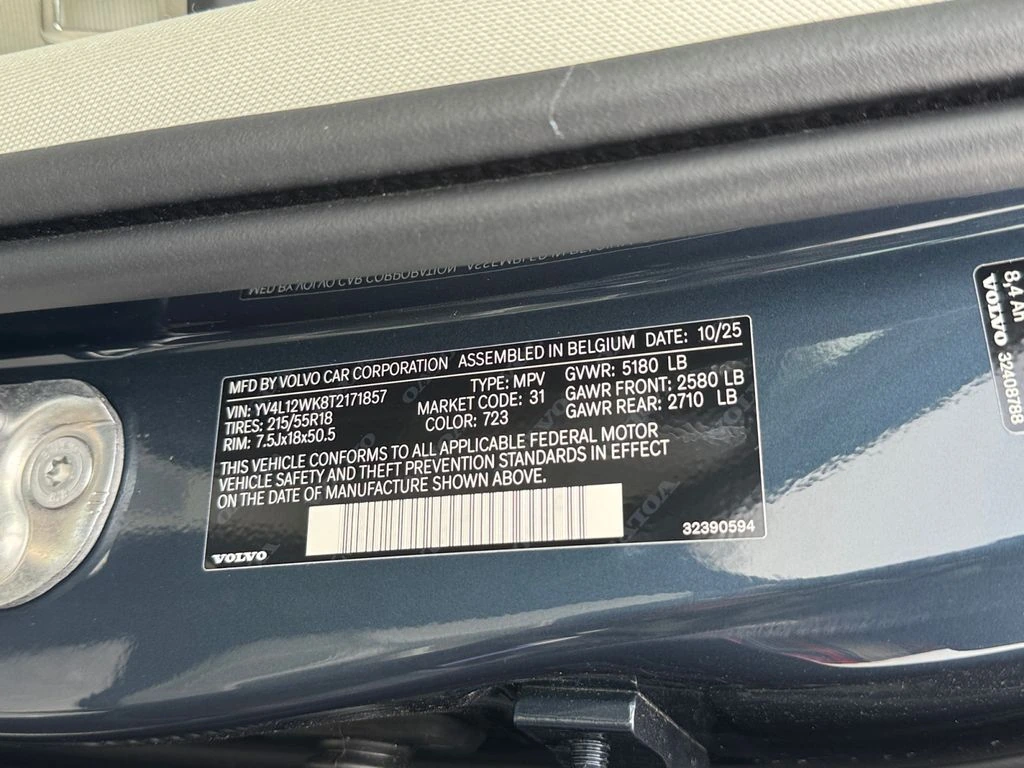 MFD BY VOLVO CAR CORPORATION ASSEMBLED IN BELGIUM DATE: 10/25
VIN: YV4L12WK8T2171857 TYPE: MPV GVWR: 5180 LB
TIRES: 215/55R18 MARKET CODE: 31 GAWR FRONT: 2580 LB
RIM: 7.5Jx18x50.5 COLOR: 723 GAWR REAR: 2710 LB
THIS VEHICLE CONFORMS TO ALL APPLICABLE FEDERAL MOTOR
VEHICLE SAFETY AND THEFT PREVENTION STANDARDS IN EFFECT
ON THE DATE OF MANUFACTURE SHOWN ABOVE.
VOLVO 32390594
8,4 Ah
VOLVO 32408788